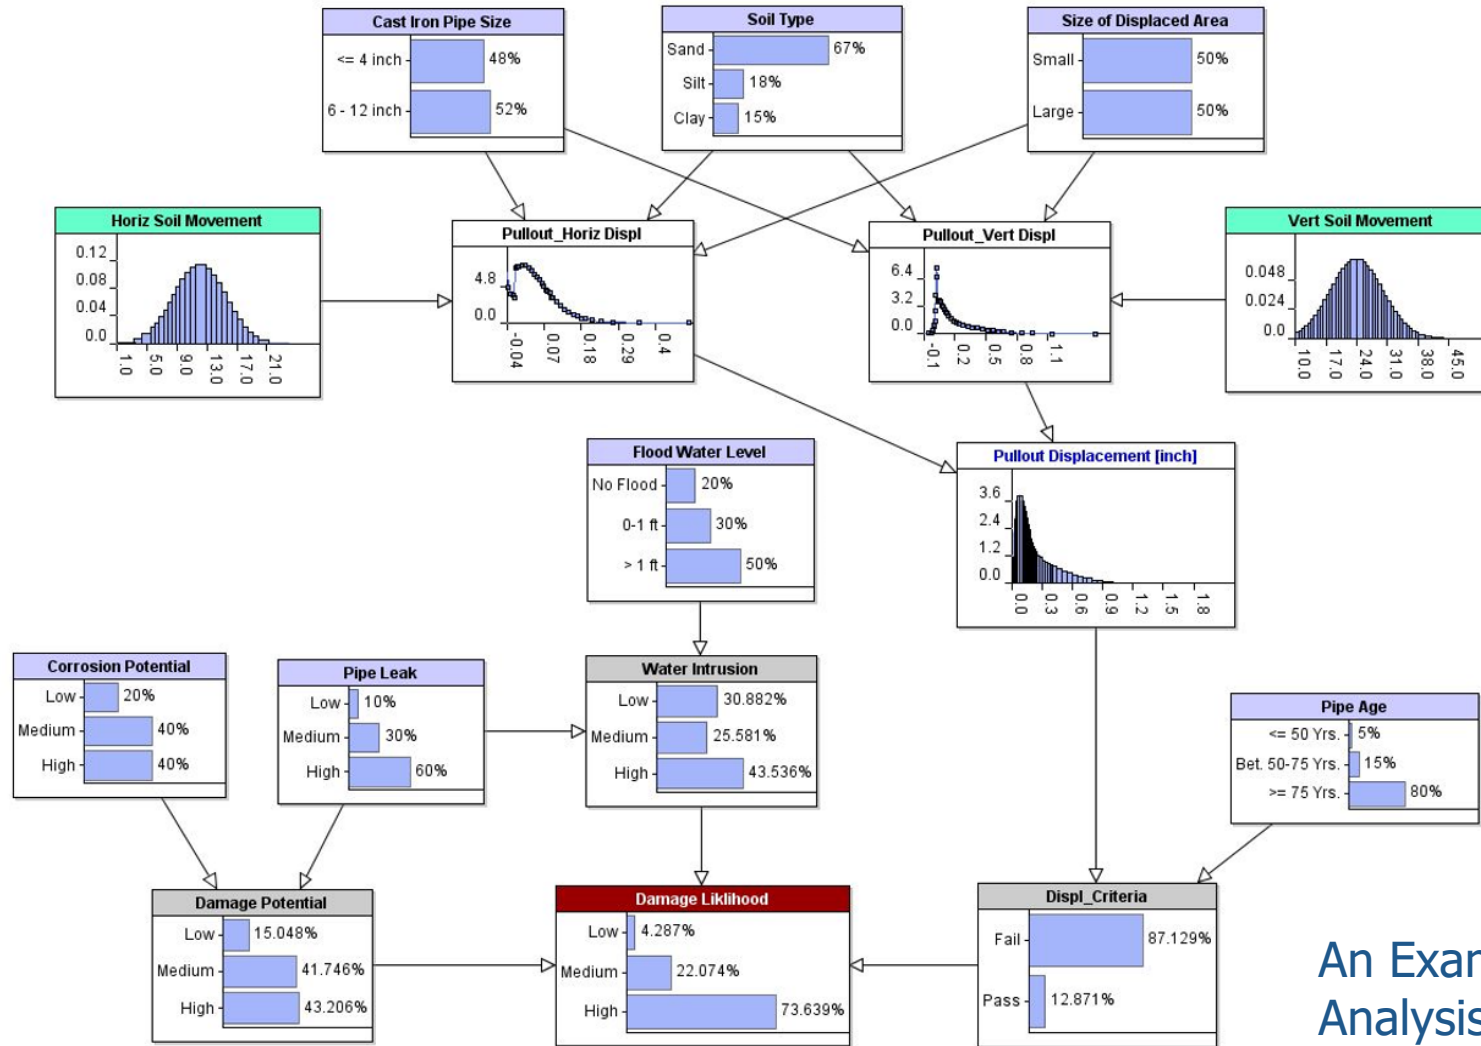 Cast Iron Pipe Size
<= 4 inch 48%
6 - 12 inch 52%
Soil Type
Sand 67%
Silt 18%
Clay 15%
Size of Displaced Area
Small 50%
Large 50%
Horiz Soil Movement
0.12
0.08
0.04
0.0
1.0 5.0 9.0 13.0 17.0 21.0
Pullout_Horiz Displ
4.8
0.0
-0.04 0.07 0.18 0.29 0.4
Pullout_Vert Displ
6.4
3.2
0.0
-0.1 0.2 0.5 0.8 1.1
Vert Soil Movement
0.048
0.024
0.0
10.0 17.0 24.0 31.0 38.0 45.0
Flood Water Level
No Flood 20%
0-1 ft 30%
> 1 ft 50%
Pullout Displacement [inch]
3.6
2.4
1.2
0.0
0.0 0.3 0.6 0.9 1.2 1.5 1.8
Corrosion Potential
Low 20%
Medium 40%
High 40%
Pipe Leak
Low 10%
Medium 30%
High 60%
Water Intrusion
Low 30.882%
Medium 25.581%
High 43.536%
Pipe Age
<= 50 Yrs. 5%
Bet. 50-75 Yrs. 15%
>= 75 Yrs. 80%
Damage Potential
Low 15.048%
Medium 41.746%
High 43.206%
Damage Liklihood
Low 4.287%
Medium 22.074%
High 73.639%
Displ_Criteria
Fail 87.129%
Pass 12.871%
An Exar
Analysis